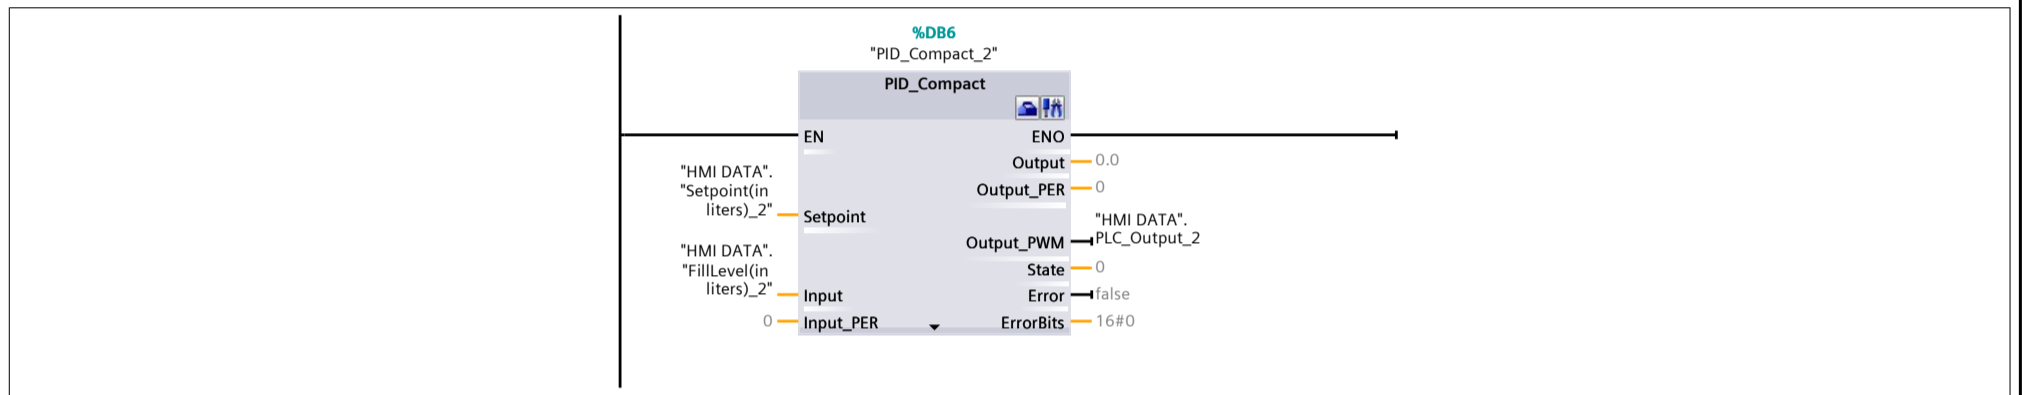 %DB6
"PID_Compact_2"
PID_Compact
EN
ENO
Output
0.0
Output_PER
0
"HMI DATA".
"Setpoint(in
liters)_2"
Setpoint
"HMI DATA".
PLC_Output_2
Output_PWM
"HMI DATA".
"FillLevel(in
liters)_2"
Input
State
0
Error
false
0
Input_PER
ErrorBits
16#0